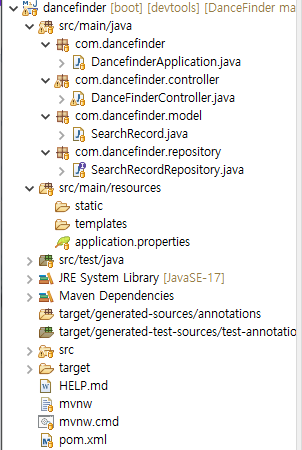 dancefinder [boot] [devtools] [DanceFinder ma
src/main/java
com.dancefinder
DancefinderApplication.java
com.dancefinder.controller
DanceFinderController.java
com.dancefinder.model
SearchRecord.java
com.dancefinder.repository
SearchRecordRepository.java
src/main/resources
static
templates
application.properties
src/test/java
JRE System Library [JavaSE-17]
Maven Dependencies
target/generated-sources/annotations
target/generated-test-sources/test-annotatio
src
target
HELP.md
mvnw
mvnw.cmd
pom.xml